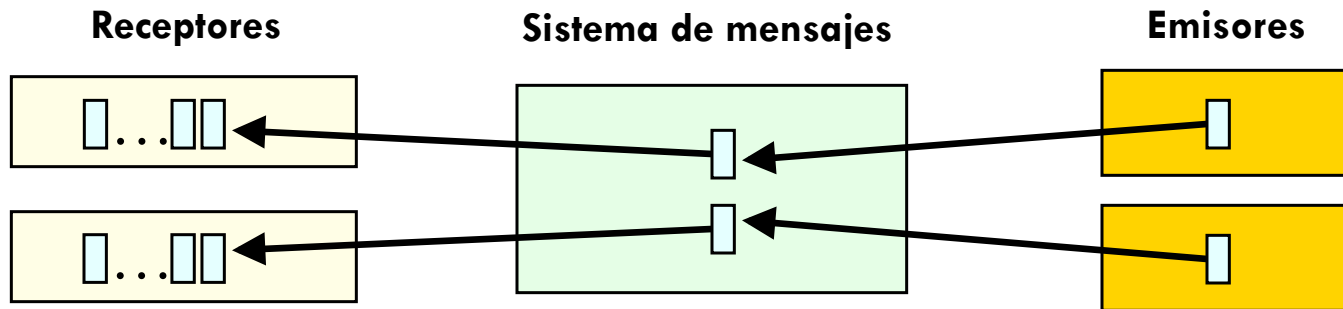 Receptores
Sistema de mensajes
Emisores
...
...